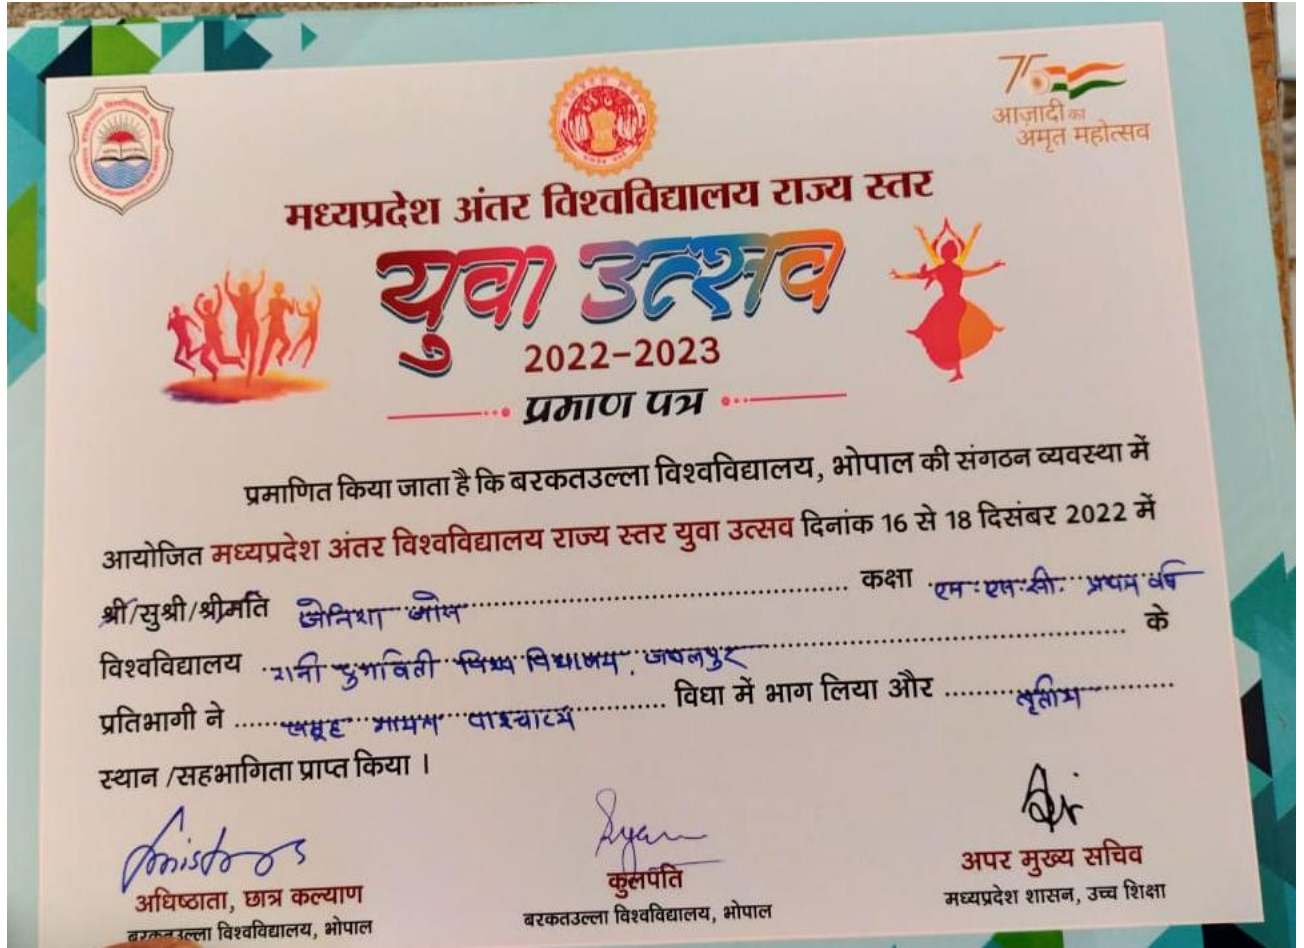 आज़ादी का
अमृत महोत्सव
मध्यप्रदेश अंतर विश्वविद्यालय राज्य स्तर
युवा उत्सव
2022-2023
प्रमाण पत्र
प्रमाणित किया जाता है कि बरकतउल्ला विश्वविद्यालय, भोपाल की संगठन व्यवस्था में
आयोजित मध्यप्रदेश अंतर विश्वविद्यालय राज्य स्तर युवा उत्सव दिनांक 16 से 18 दिसंबर 2022 में
श्री/सुश्री/श्रीमति जेनिशा जोस कक्षा एम.एस.सी. प्रथम वर्ष
विश्वविद्यालय रानी दुर्गावती विश्व विद्यालय, जबलपुर के
प्रतिभागी ने समूह गायन पाश्चात्य विधा में भाग लिया और तृतीय
स्थान /सहभागिता प्राप्त किया ।
अधिष्ठाता, छात्र कल्याण
बरकतउल्ला विश्वविद्यालय, भोपाल
कुलपति
बरकतउल्ला विश्वविद्यालय, भोपाल
अपर मुख्य सचिव
मध्यप्रदेश शासन, उच्च शिक्षा